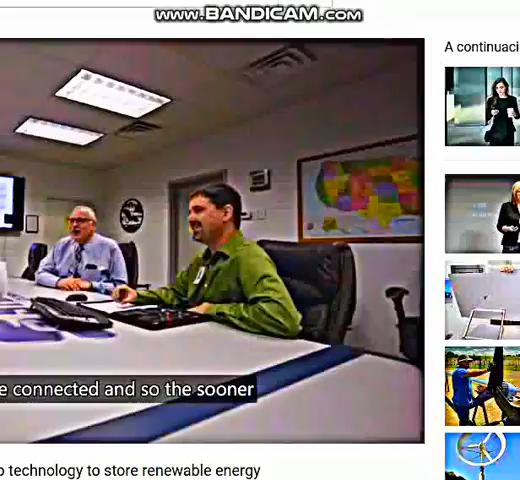 www.BANDICAM.com
A continuaci
e connected and so the sooner
o technology to store renewable energy